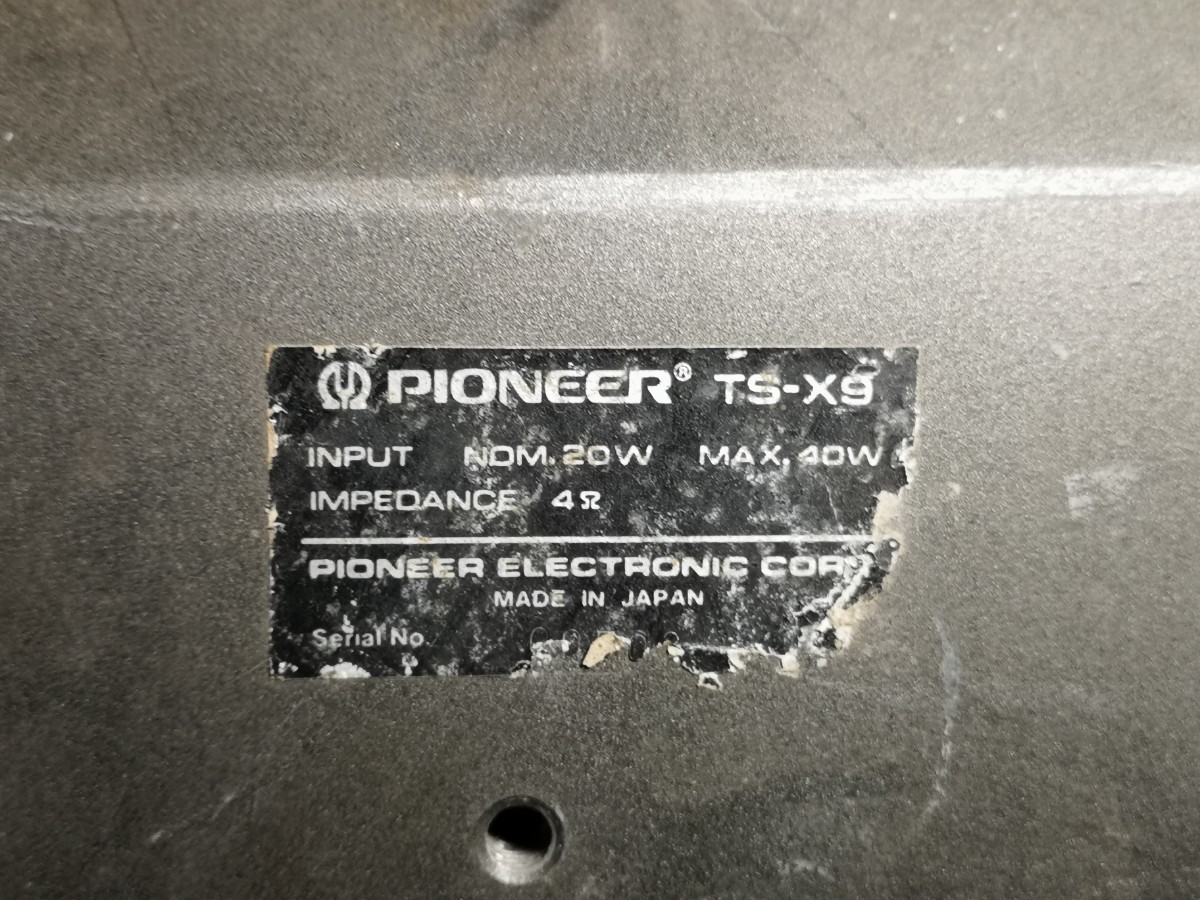 PIONEER® TS-X9
INPUT NOM. 20W MAX. 40W
IMPEDANCE 4Ω
PIONEER ELECTRONIC CORP
MADE IN JAPAN
Serial No